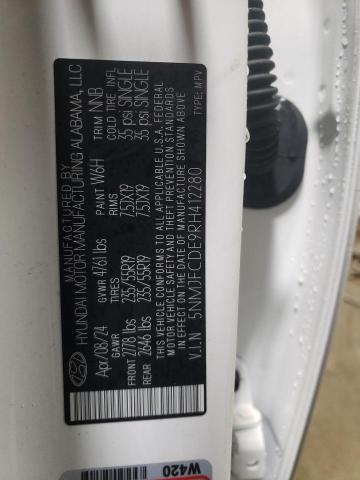 MANUFACTURED BY
HYUNDAI MOTOR MANUFACTURING ALABAMA, LLC
Apr/08/24 GVWR 4761lbs PAINT W6H TRIM NNB
GAWR TIRES RIMS COLD TIRE INFL
FRONT 2778 lbs 235/55R19 7.5JX19 35 psi SINGLE
REAR 2646 lbs 235/55R19 7.5JX19 35 psi SINGLE
THIS VEHICLE CONFORMS TO ALL APPLICABLE U.S.A. FEDERAL
MOTOR VEHICLE SAFETY AND THEFT PREVENTION STANDARDS
IN EFFECT ON THE DATE OF MANUFACTURE SHOWN ABOVE
V.I.N 5NMJFCDE9RH412280 TYPE: MPV
W420